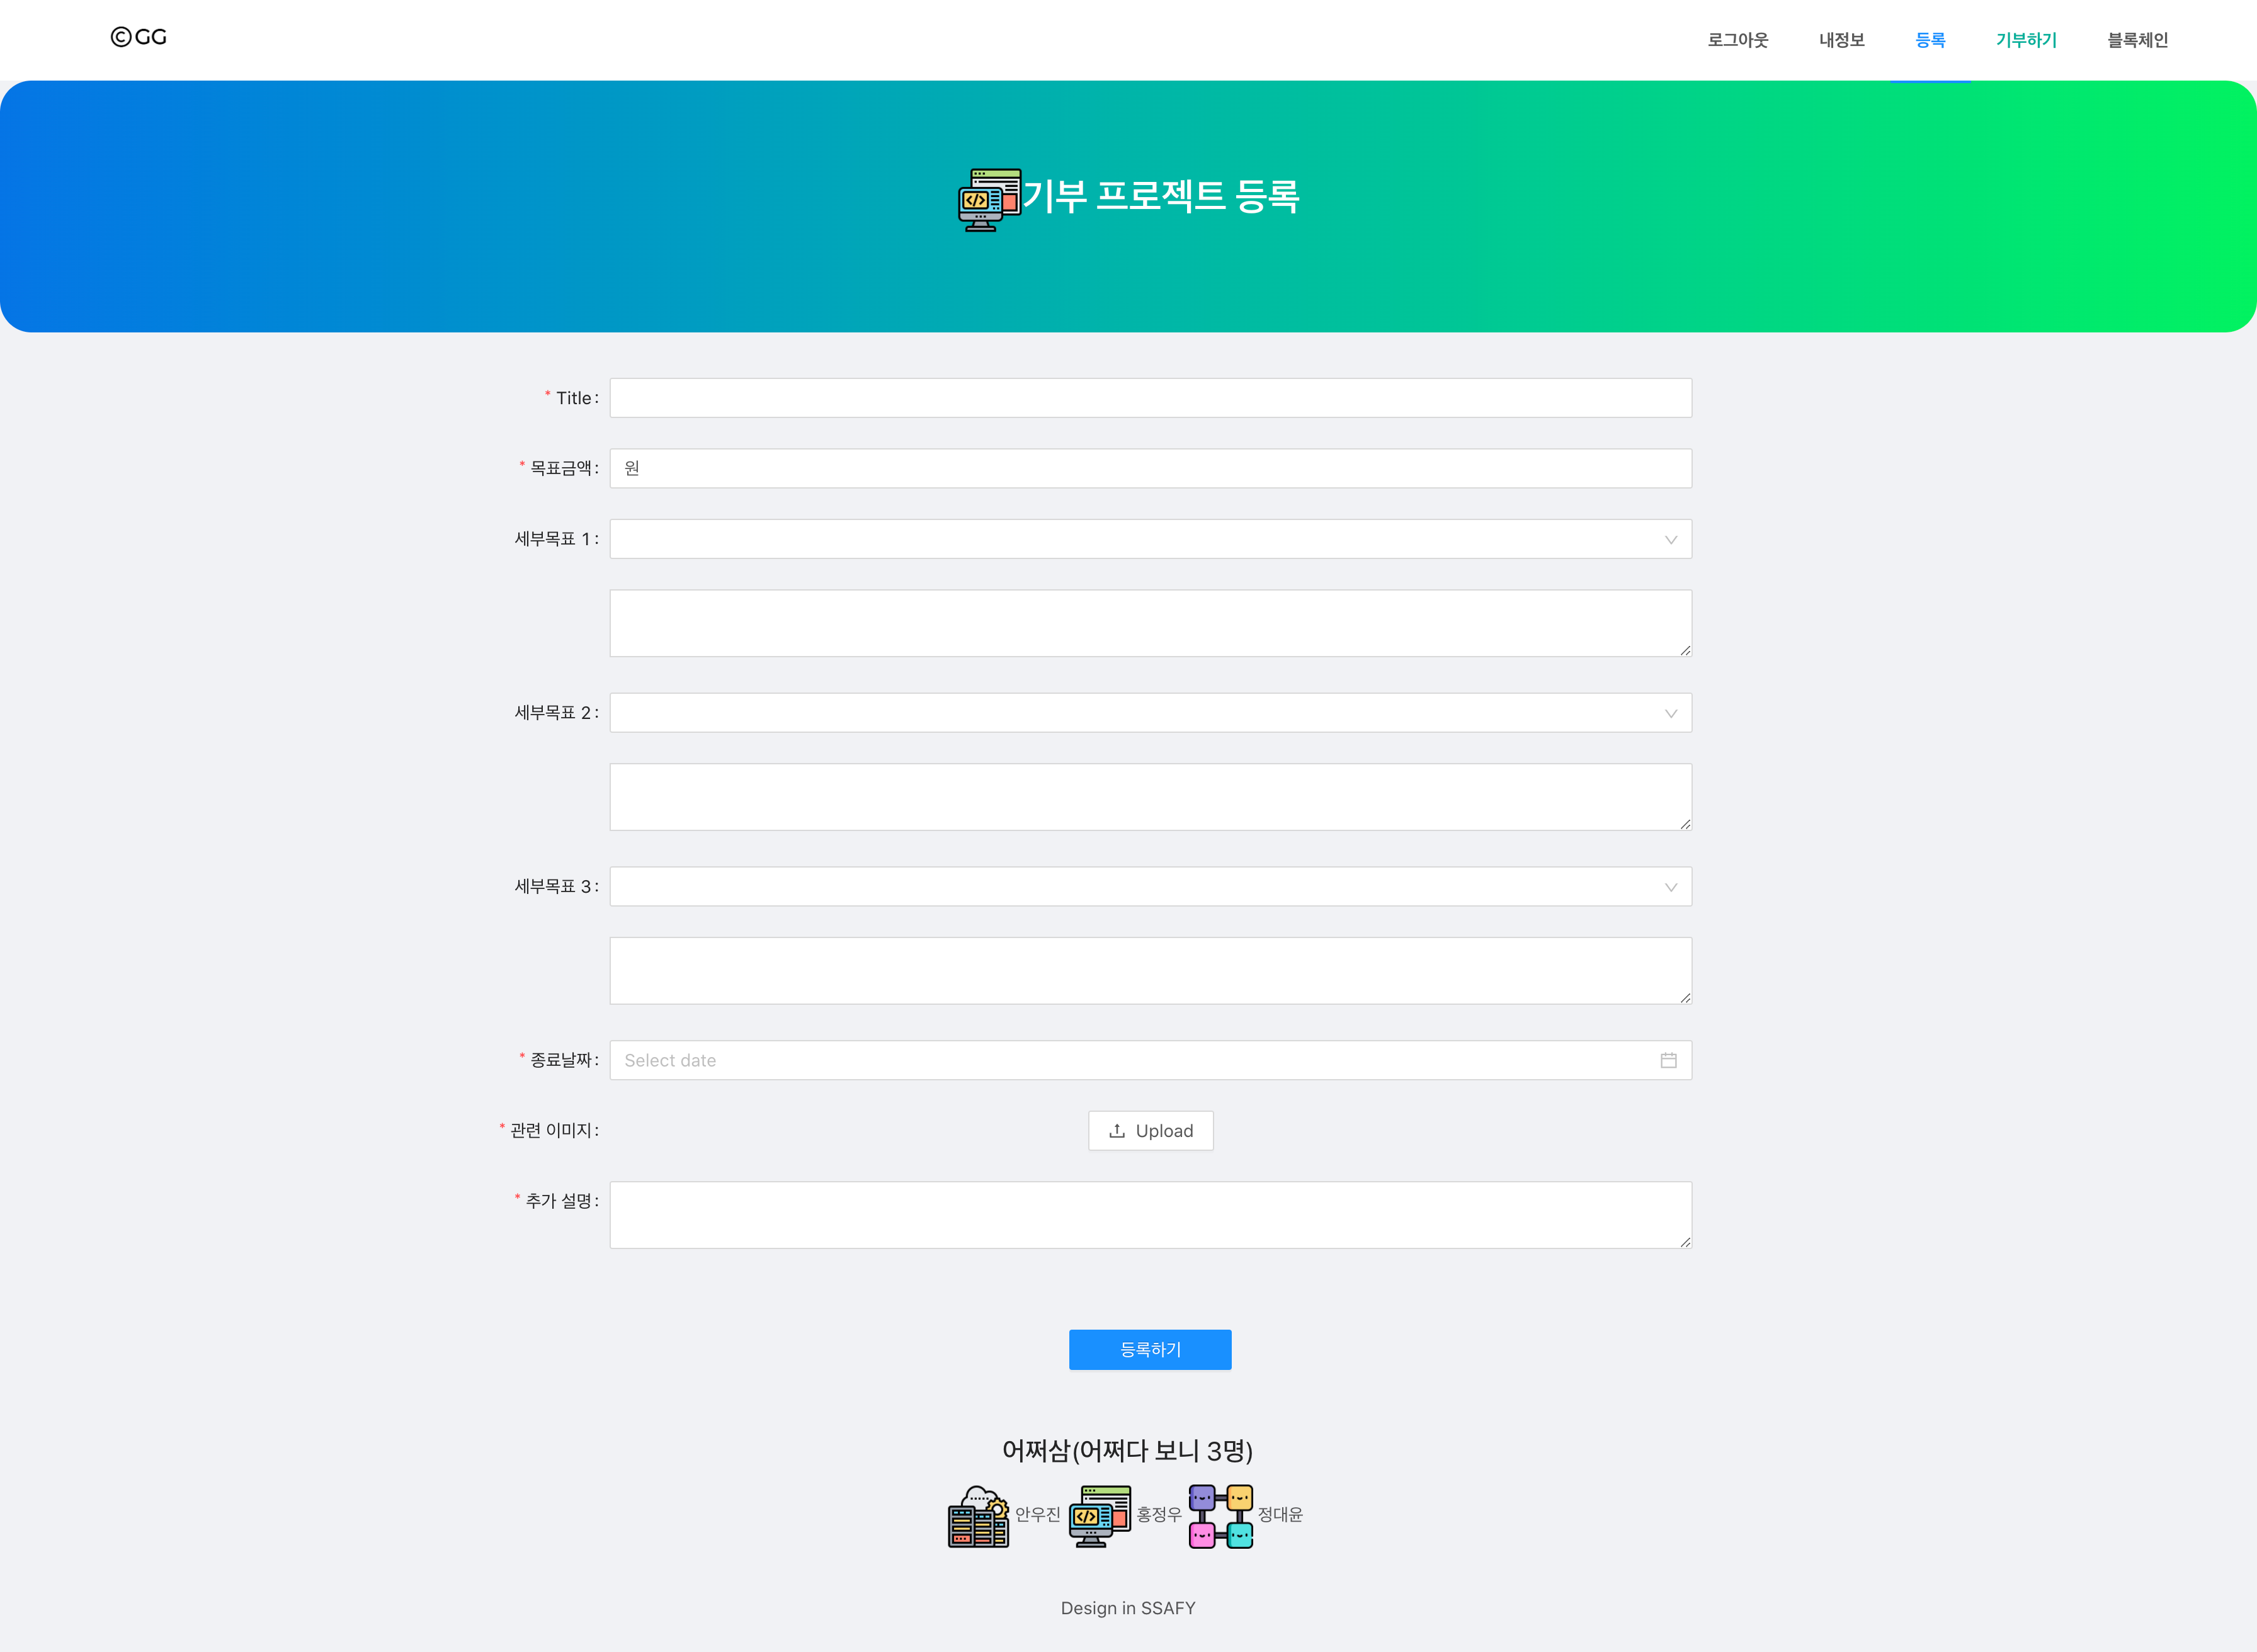 ©GG
로그아웃 내정보 등록 기부하기 블록체인
기부 프로젝트 등록
* Title :
* 목표금액 : 원
세부목표 1 :
세부목표 2 :
세부목표 3 :
* 종료날짜 : Select date
* 관련 이미지 : Upload
* 추가 설명 :
등록하기
어쩌삼(어쩌다 보니 3명)
안우진 홍정우 정대윤
Design in SSAFY